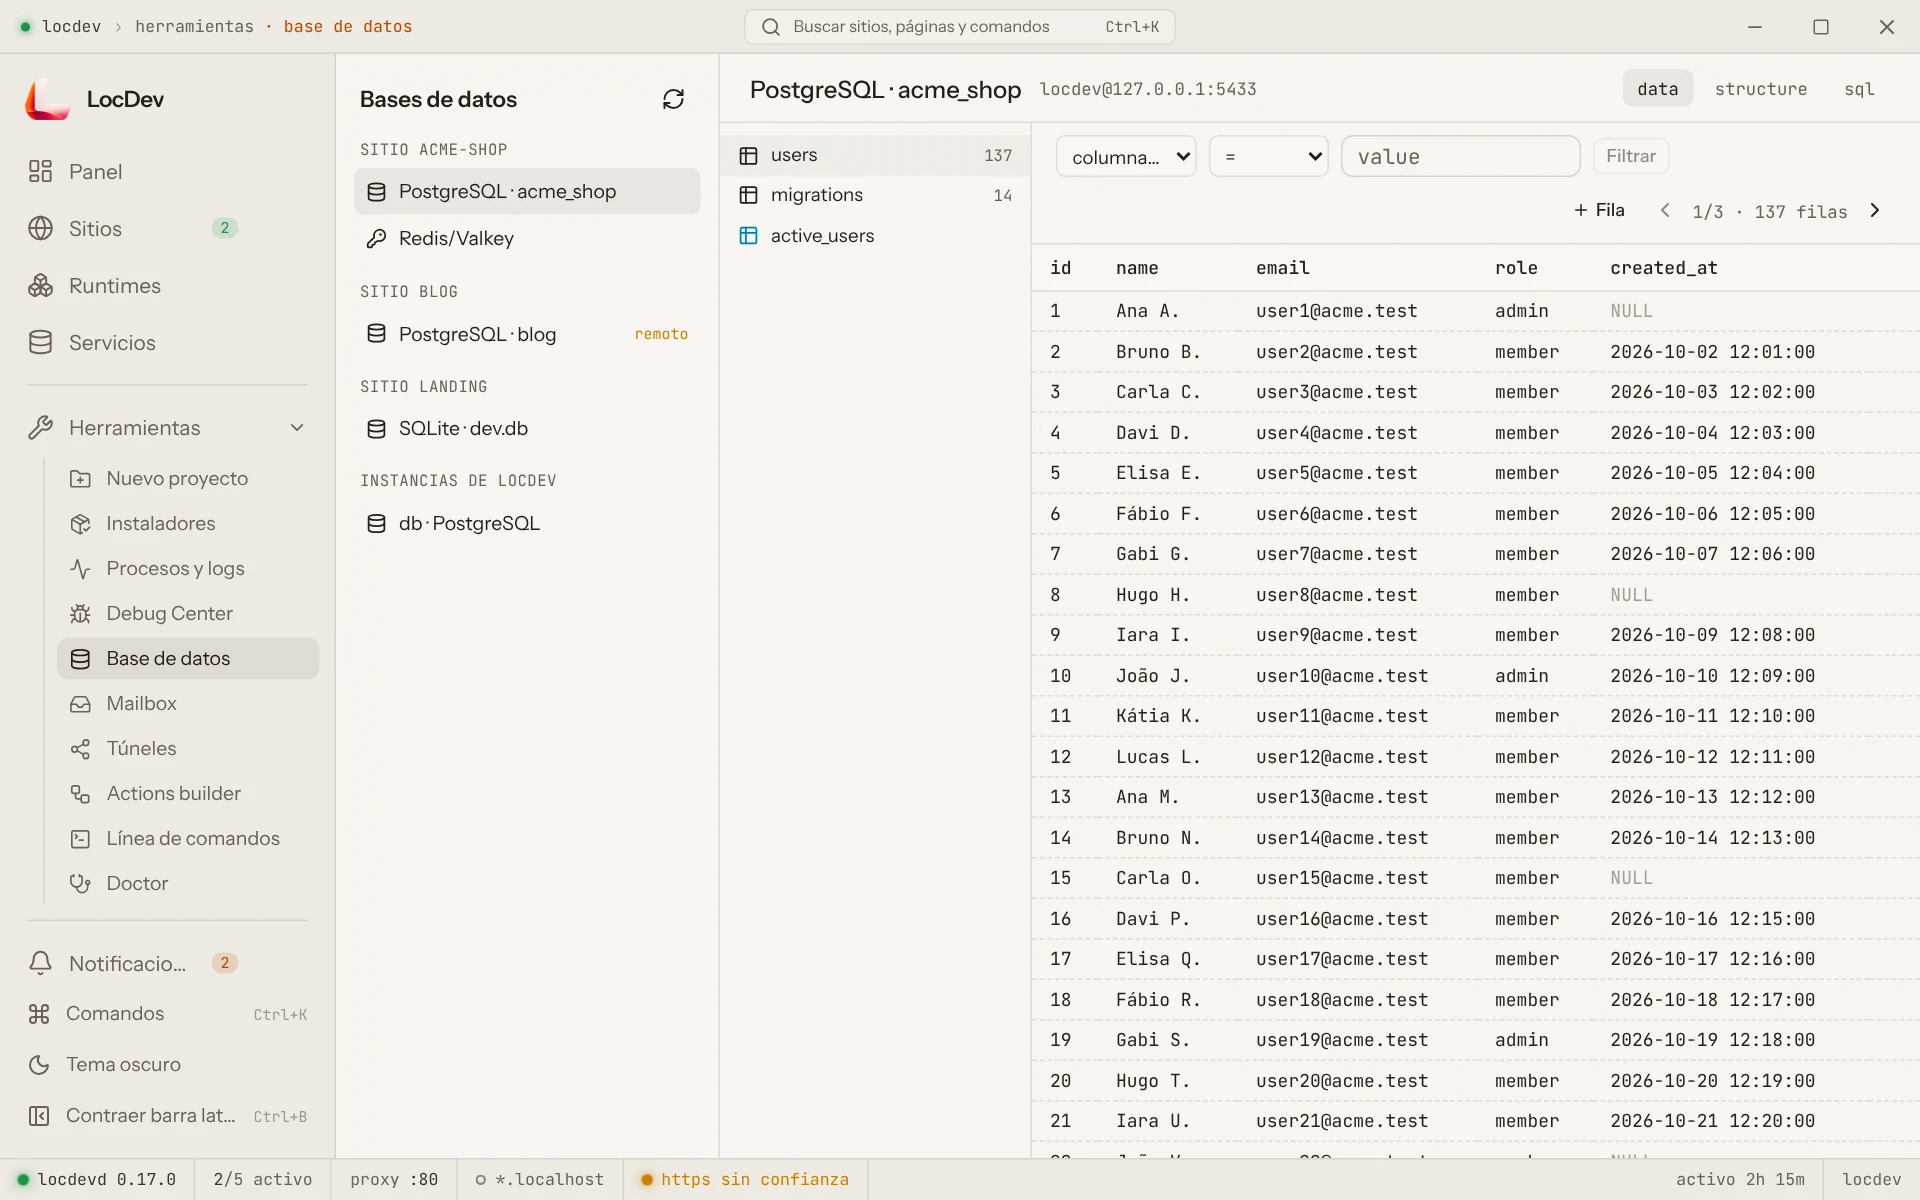 locdev › herramientas · base de datos
Buscar sitios, páginas y comandos Ctrl+K
LocDev
Panel
Sitios 2
Runtimes
Servicios
Herramientas
Nuevo proyecto
Instaladores
Procesos y logs
Debug Center
Base de datos
Mailbox
Túneles
Actions builder
Línea de comandos
Doctor
Notificacio... 2
Comandos Ctrl+K
Tema oscuro
Contraer barra lat... Ctrl+B
Bases de datos
SITIO ACME-SHOP
PostgreSQL · acme_shop
Redis/Valkey
SITIO BLOG
PostgreSQL · blog remoto
SITIO LANDING
SQLite · dev.db
INSTANCIAS DE LOCDEV
db · PostgreSQL
PostgreSQL · acme_shop locdev@127.0.0.1:5433
data structure sql
users 137
migrations 14
active_users
columna... = value Filtrar
+ Fila 1/3 · 137 filas
id name email role created_at
1 Ana A. user1@acme.test admin NULL
2 Bruno B. user2@acme.test member 2026-10-02 12:01:00
3 Carla C. user3@acme.test member 2026-10-03 12:02:00
4 Davi D. user4@acme.test member 2026-10-04 12:03:00
5 Elisa E. user5@acme.test member 2026-10-05 12:04:00
6 Fábio F. user6@acme.test member 2026-10-06 12:05:00
7 Gabi G. user7@acme.test member 2026-10-07 12:06:00
8 Hugo H. user8@acme.test member NULL
9 Iara I. user9@acme.test member 2026-10-09 12:08:00
10 João J. user10@acme.test admin 2026-10-10 12:09:00
11 Kátia K. user11@acme.test member 2026-10-11 12:10:00
12 Lucas L. user12@acme.test member 2026-10-12 12:11:00
13 Ana M. user13@acme.test member 2026-10-13 12:12:00
14 Bruno N. user14@acme.test member 2026-10-14 12:13:00
15 Carla O. user15@acme.test member NULL
16 Davi P. user16@acme.test member 2026-10-16 12:15:00
17 Elisa Q. user17@acme.test member 2026-10-17 12:16:00
18 Fábio R. user18@acme.test member 2026-10-18 12:17:00
19 Gabi S. user19@acme.test admin 2026-10-19 12:18:00
20 Hugo T. user20@acme.test member 2026-10-20 12:19:00
21 Iara U. user21@acme.test member 2026-10-21 12:20:00
locdevd 0.17.0 2/5 activo proxy :80 *.localhost https sin confianza activo 2h 15m locdev